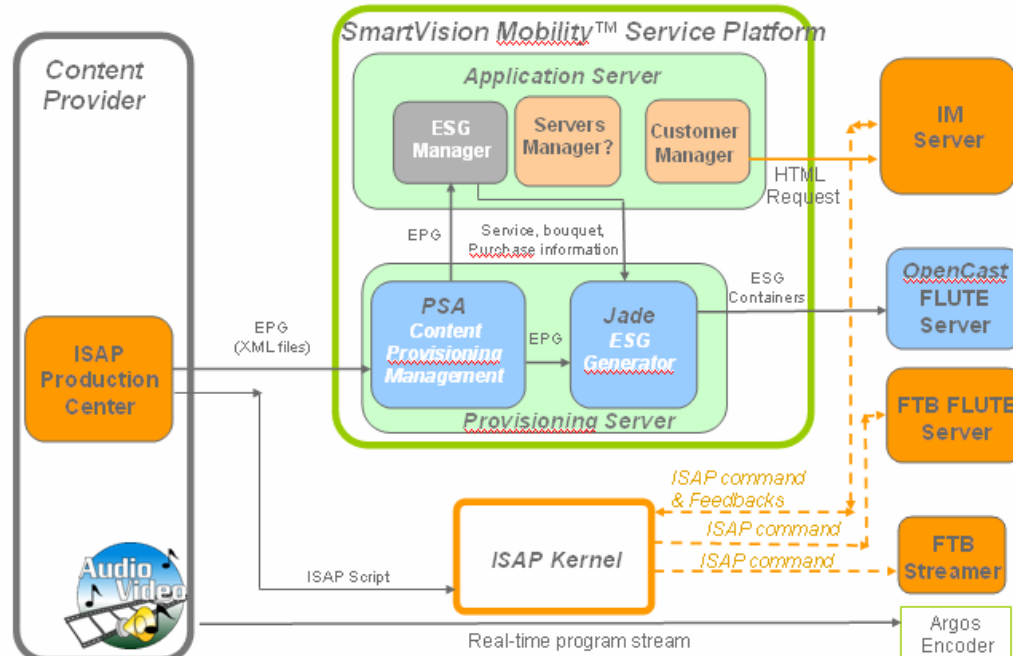 SmartVision Mobility™ Service Platform
Content
Provider
Application Server
ESG
Manager
Servers
Manager?
Customer
Manager
IM
Server
HTML
Request
EPG
Service, bouquet,
Purchase information
OpenCast
FLUTE
Server
ESG
Containers
PSA
Content
Provisioning
Management
EPG
Jade
ESG
Generator
Provisioning Server
EPG
(XML files)
ISAP
Production
Center
FTB FLUTE
Server
ISAP command
& Feedbacks
ISAP command
ISAP command
ISAP Kernel
FTB
Streamer
ISAP Script
Audio
Video
Real-time program stream
Argos
Encoder